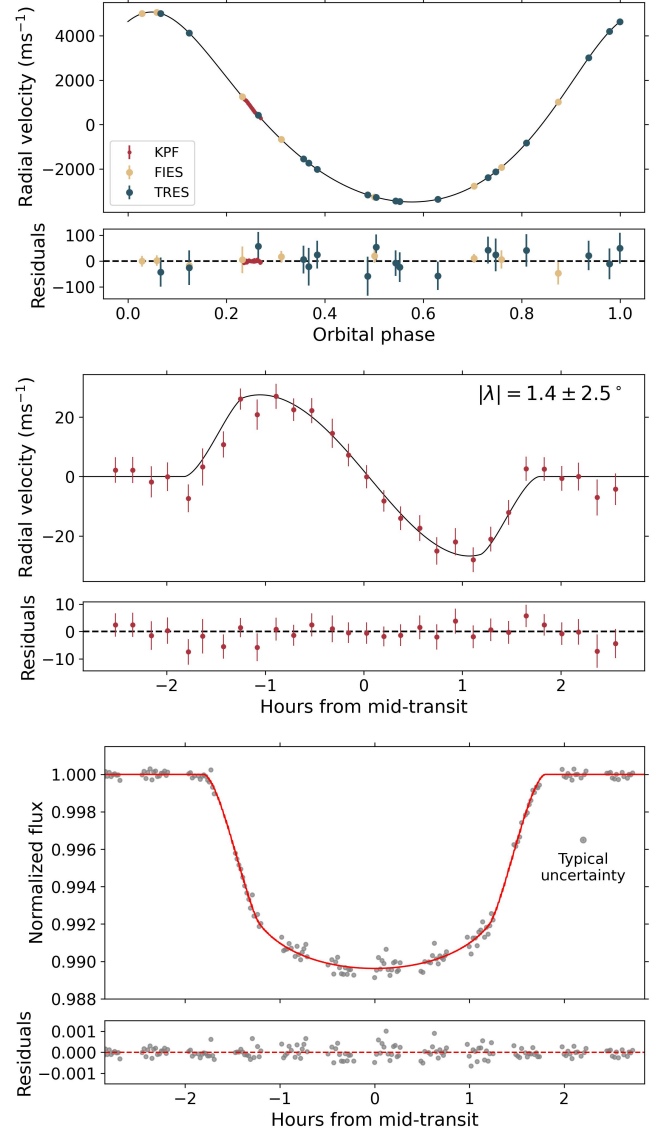 Radial velocity (ms⁻¹)
4000
2000
0
−2000
KPF
FIES
TRES
Residuals
100
0
−100
0.0 0.2 0.4 0.6 0.8 1.0
Orbital phase
Radial velocity (ms⁻¹)
20
0
−20
|λ| = 1.4 ± 2.5°
Residuals
10
0
−10
−2 −1 0 1 2
Hours from mid-transit
Normalized flux
1.000
0.998
0.996
0.994
0.992
0.990
0.988
Typical
uncertainty
Residuals
0.001
0.000
−0.001
−2 −1 0 1 2
Hours from mid-transit